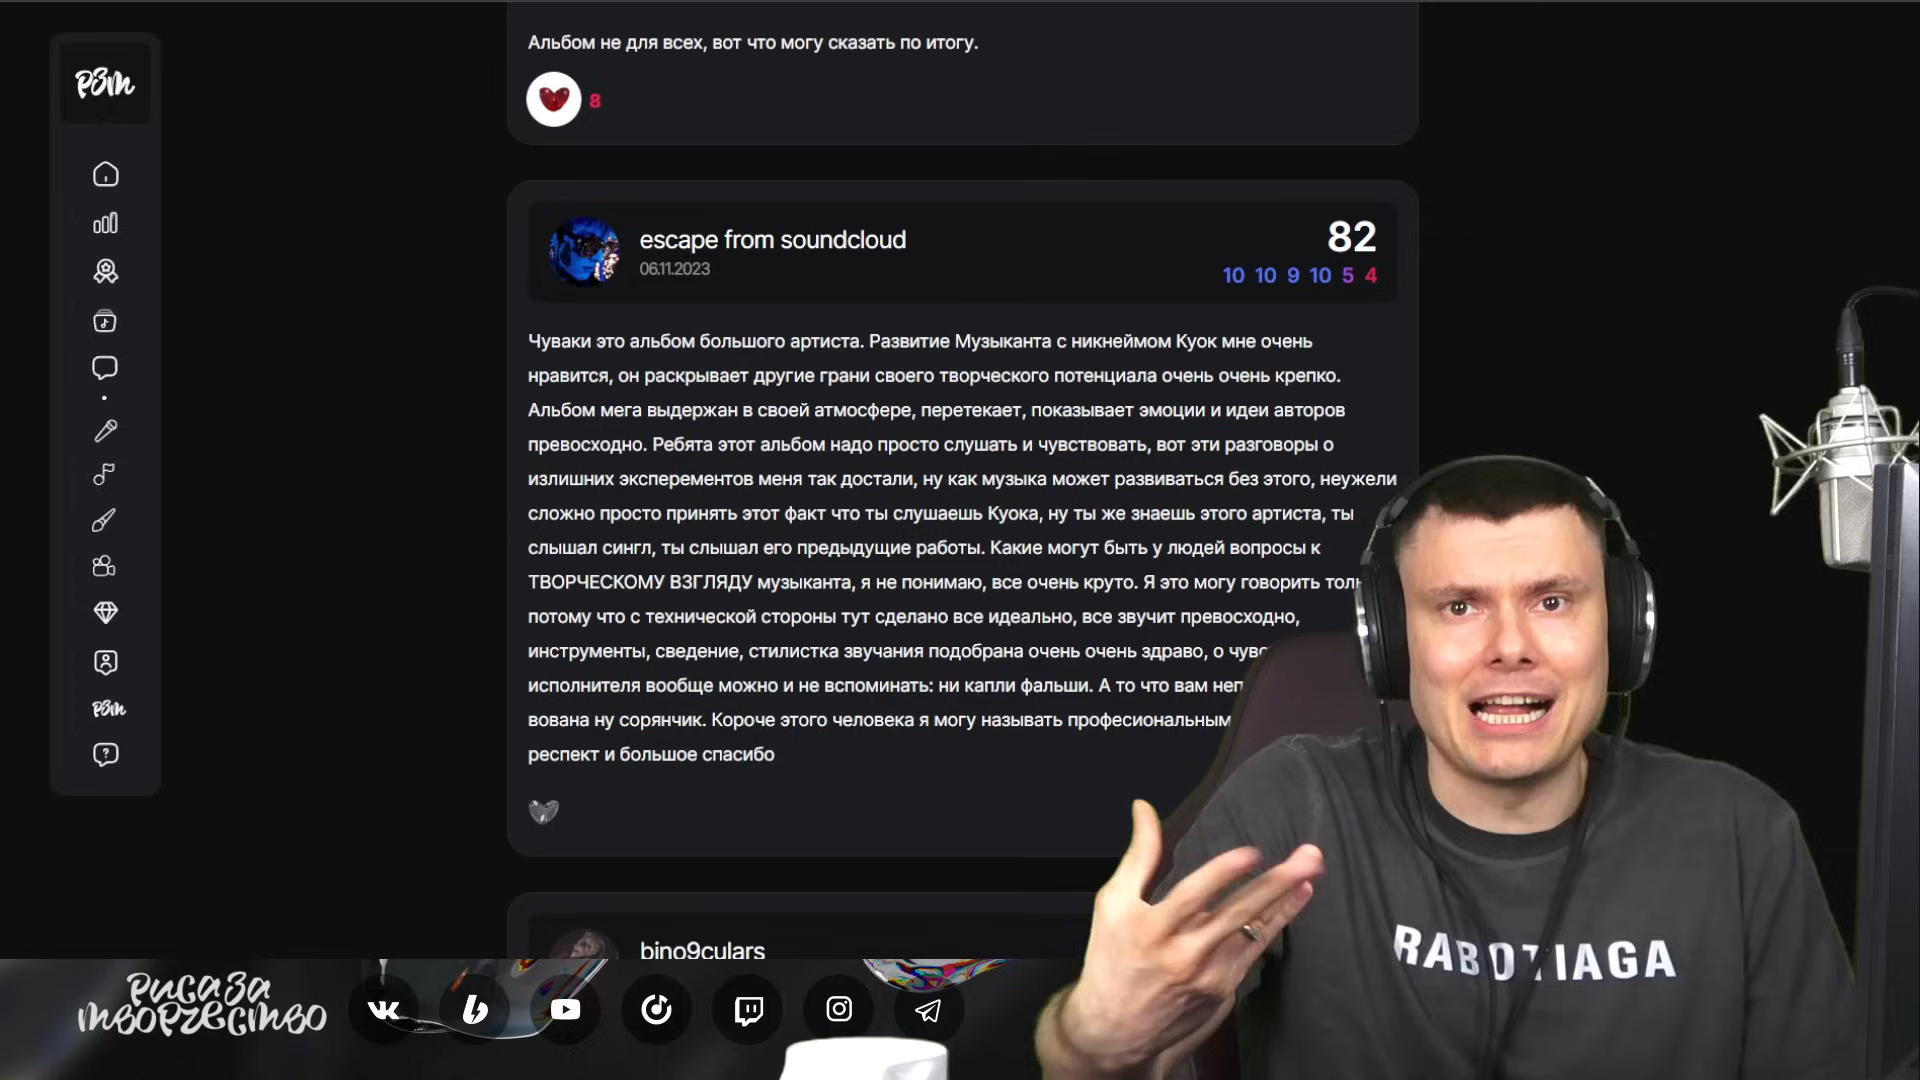 Альбом не для всех, вот что могу сказать по итогу.
8
РЗТ
escape from soundcloud
82
06.11.2023
10 10 9 10 5 4
Чуваки это альбом большого артиста. Развитие Музыканта с никнеймом Куок мне очень
нравится, он раскрывает другие грани своего творческого потенциала очень очень крепко.
Альбом мега выдержан в своей атмосфере, перетекает, показывает эмоции и идеи авторов
превосходно. Ребята этот альбом надо просто слушать и чувствовать, вот эти разговоры о
излишних эксперементов меня так достали, ну как музыка может развиваться без этого, неужели
сложно просто принять этот факт что ты слушаешь Куока, ну ты же знаешь этого артиста, ты
слышал сингл, ты слышал его предыдущие работы. Какие могут быть у людей вопросы к
ТВОРЧЕСКОМУ ВЗГЛЯДУ музыканта, я не понимаю, все очень круто. Я это могу говорить
потому что с технической стороны тут сделано все идеально, все звучит превосходно,
инструменты, сведение, стилистка звучания подобрана очень очень здраво, о
исполнителя вообще можно и не вспоминать: ни капли фальши. А то что вам
вована ну сорянчик. Короче этого человека я могу называть професиональным
респект и большое спасибо
РЗТ
bino9culars
РИСАЗА
ТВОРЧЕСТВО
RABOTIAGA